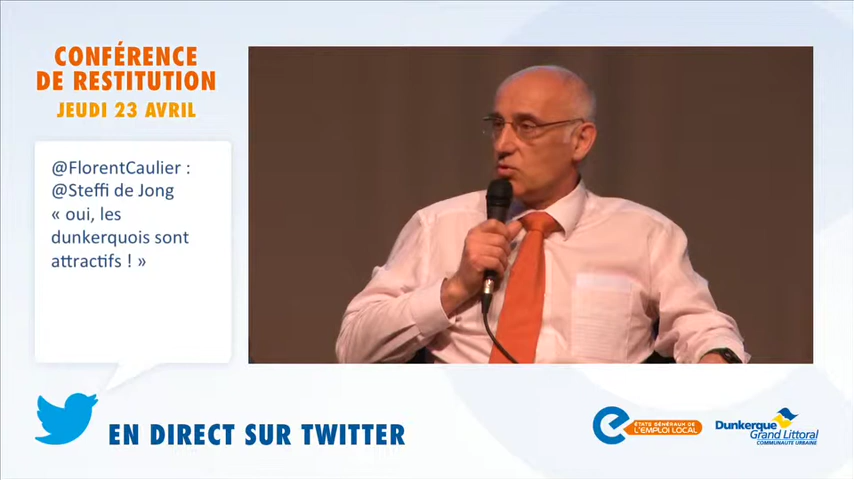 CONFÉRENCE
DE RESTITUTION
JEUDI 23 AVRIL
@FlorentCaulier :
@Steffi de Jong
« oui, les
dunkerquois sont
attractifs ! »
EN DIRECT SUR TWITTER
e
ÉTATS GÉNÉRAUX DE
L'EMPLOI LOCAL
Dunkerque
Grand Littoral
COMMUNAUTÉ URBAINE